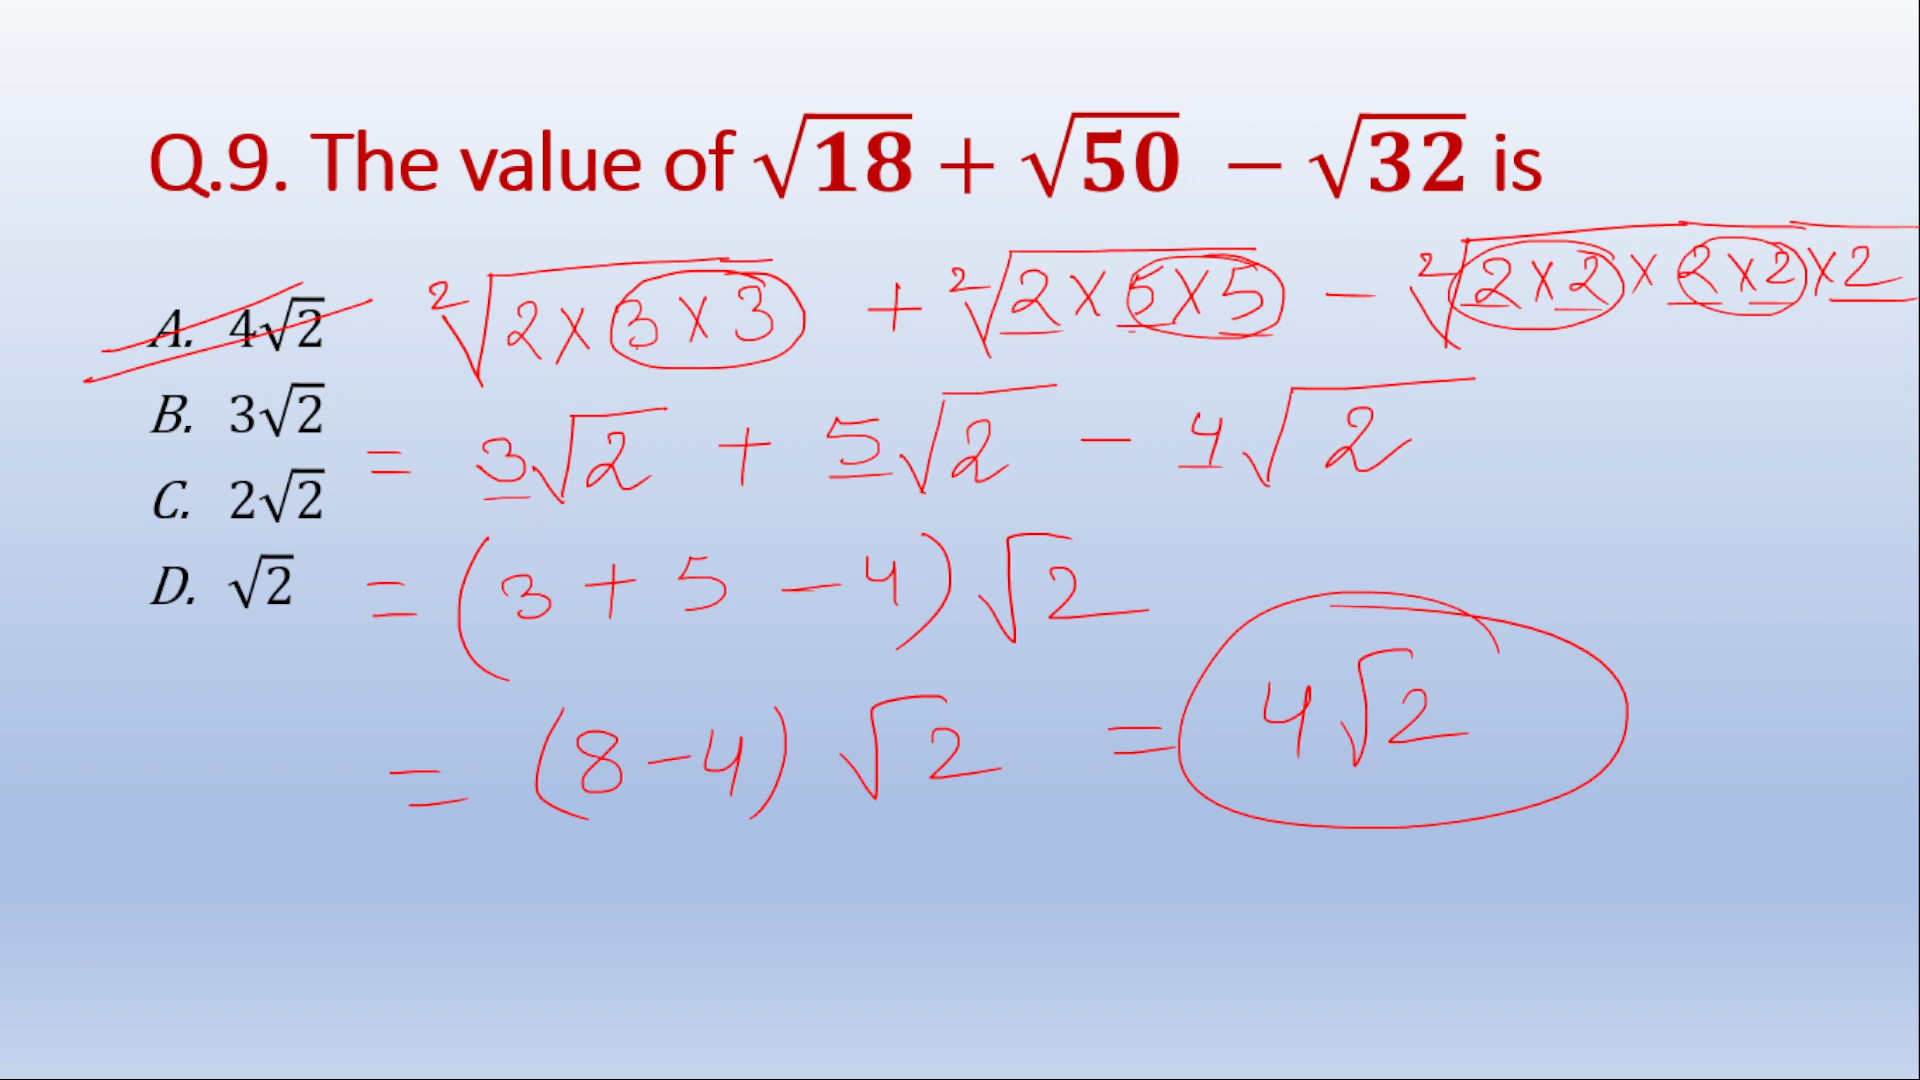 Q.9. The value of √18 + √50 − √32 is
A. 4√2
B. 3√2
C. 2√2
D. √2
²√2×3×3 + ²√2×5×5 − ²√2×2×2×2×2
= 3√2 + 5√2 − 4√2
= (3 + 5 − 4)√2
= (8−4) √2 = 4√2